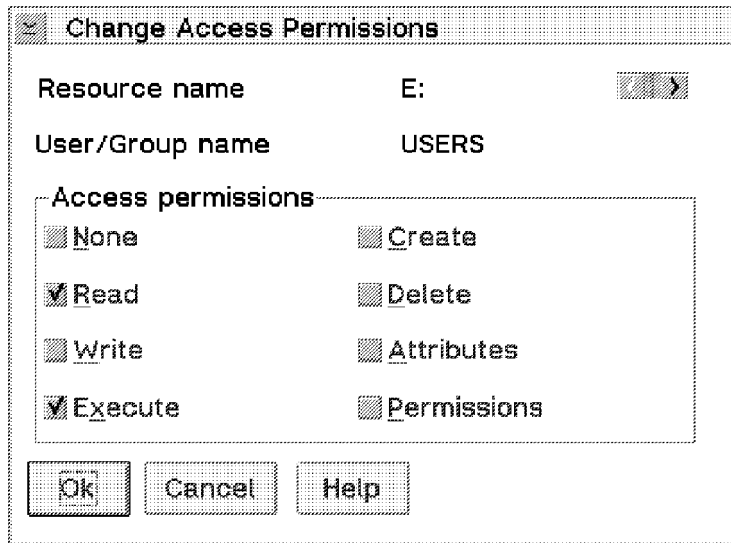 Change Access Permissions
Resource name E:
User/Group name USERS
Access permissions
None Create
Read Delete
Write Attributes
Execute Permissions
Ok Cancel Help